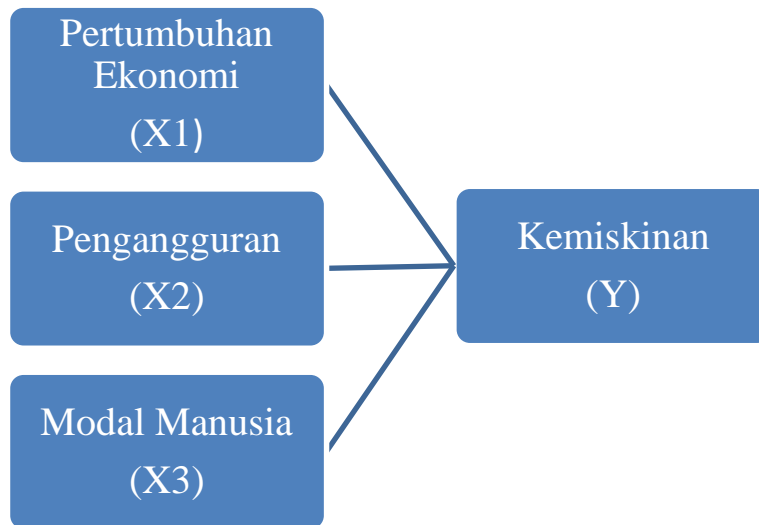 Pertumbuhan
Ekonomi
(X1)
Pengangguran
(X2)
Kemiskinan
(Y)
Modal Manusia
(X3)